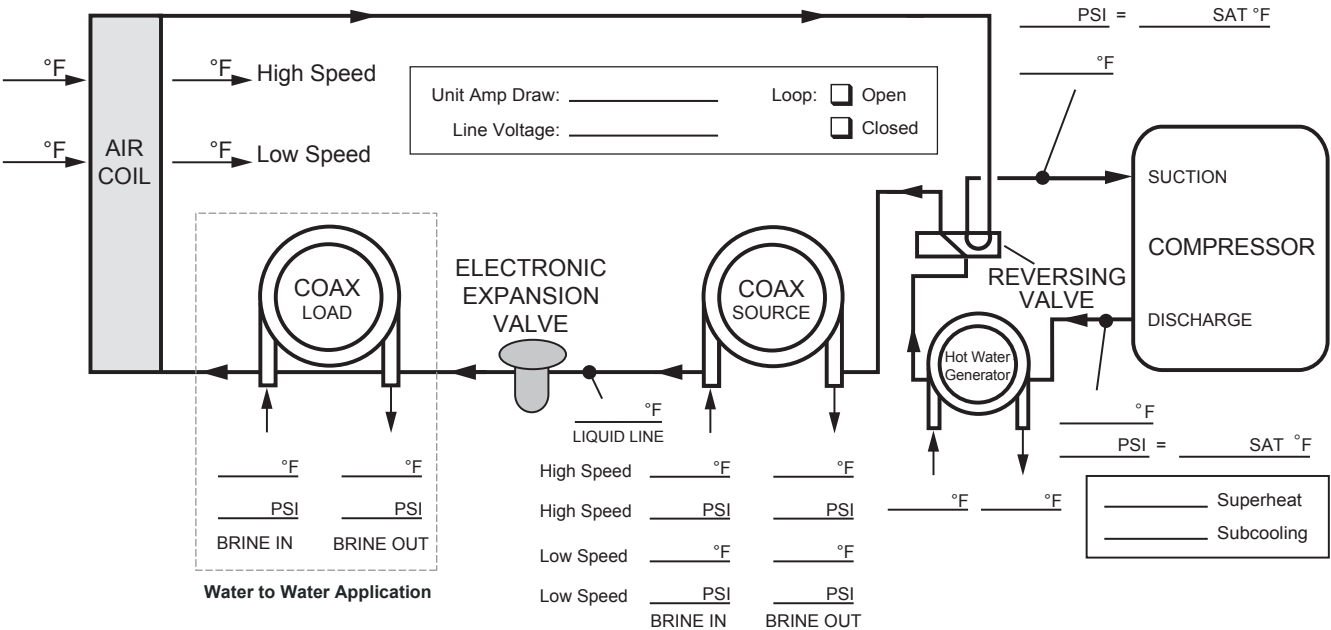 PSI = SAT °F
°F
°F °F High Speed
Unit Amp Draw: Loop: Open
Line Voltage: Closed
°F °F Low Speed
AIR
COIL
SUCTION
COMPRESSOR
DISCHARGE
REVERSING
VALVE
COAX
LOAD
ELECTRONIC
EXPANSION
VALVE
COAX
SOURCE
Hot Water
Generator
°F
LIQUID LINE
°F
PSI = SAT °F
°F °F
PSI PSI
BRINE IN BRINE OUT
Water to Water Application
High Speed °F °F
High Speed PSI PSI
Low Speed °F °F
Low Speed PSI PSI
BRINE IN BRINE OUT
°F °F
Superheat
Subcooling